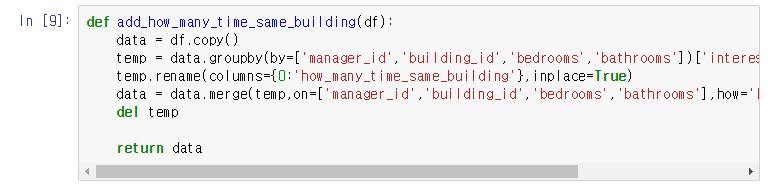 In [9]:
def add_how_many_time_same_building(df):
    data = df.copy()
    temp = data.groupby(by=['manager_id','building_id','bedrooms','bathrooms'])['interes
    temp.rename(columns={0:'how_many_time_same_building'},inplace=True)
    data = data.merge(temp,on=['manager_id','building_id','bedrooms','bathrooms'],how='
    del temp
    return data